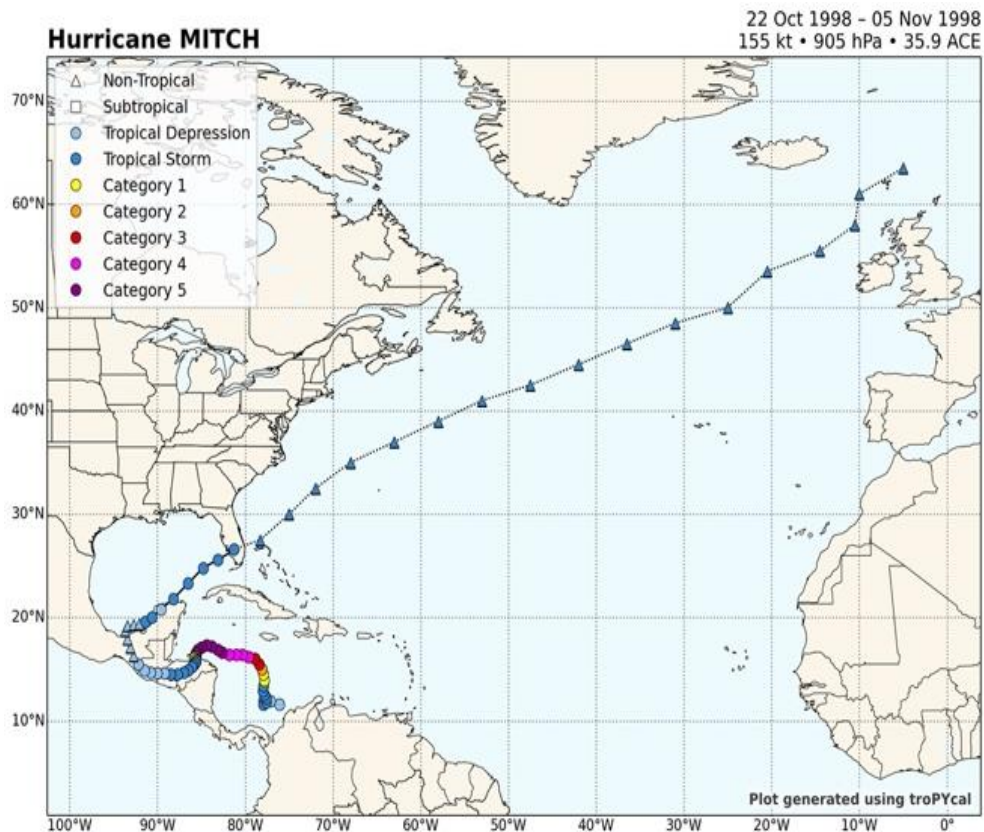 Hurricane MITCH
22 Oct 1998 – 05 Nov 1998
155 kt • 905 hPa • 35.9 ACE
Non-Tropical
Subtropical
Tropical Depression
Tropical Storm
Category 1
Category 2
Category 3
Category 4
Category 5
70°N
60°N
50°N
40°N
30°N
20°N
10°N
Plot generated using troPYcal
100°W 90°W 80°W 70°W 60°W 50°W 40°W 30°W 20°W 10°W 0°